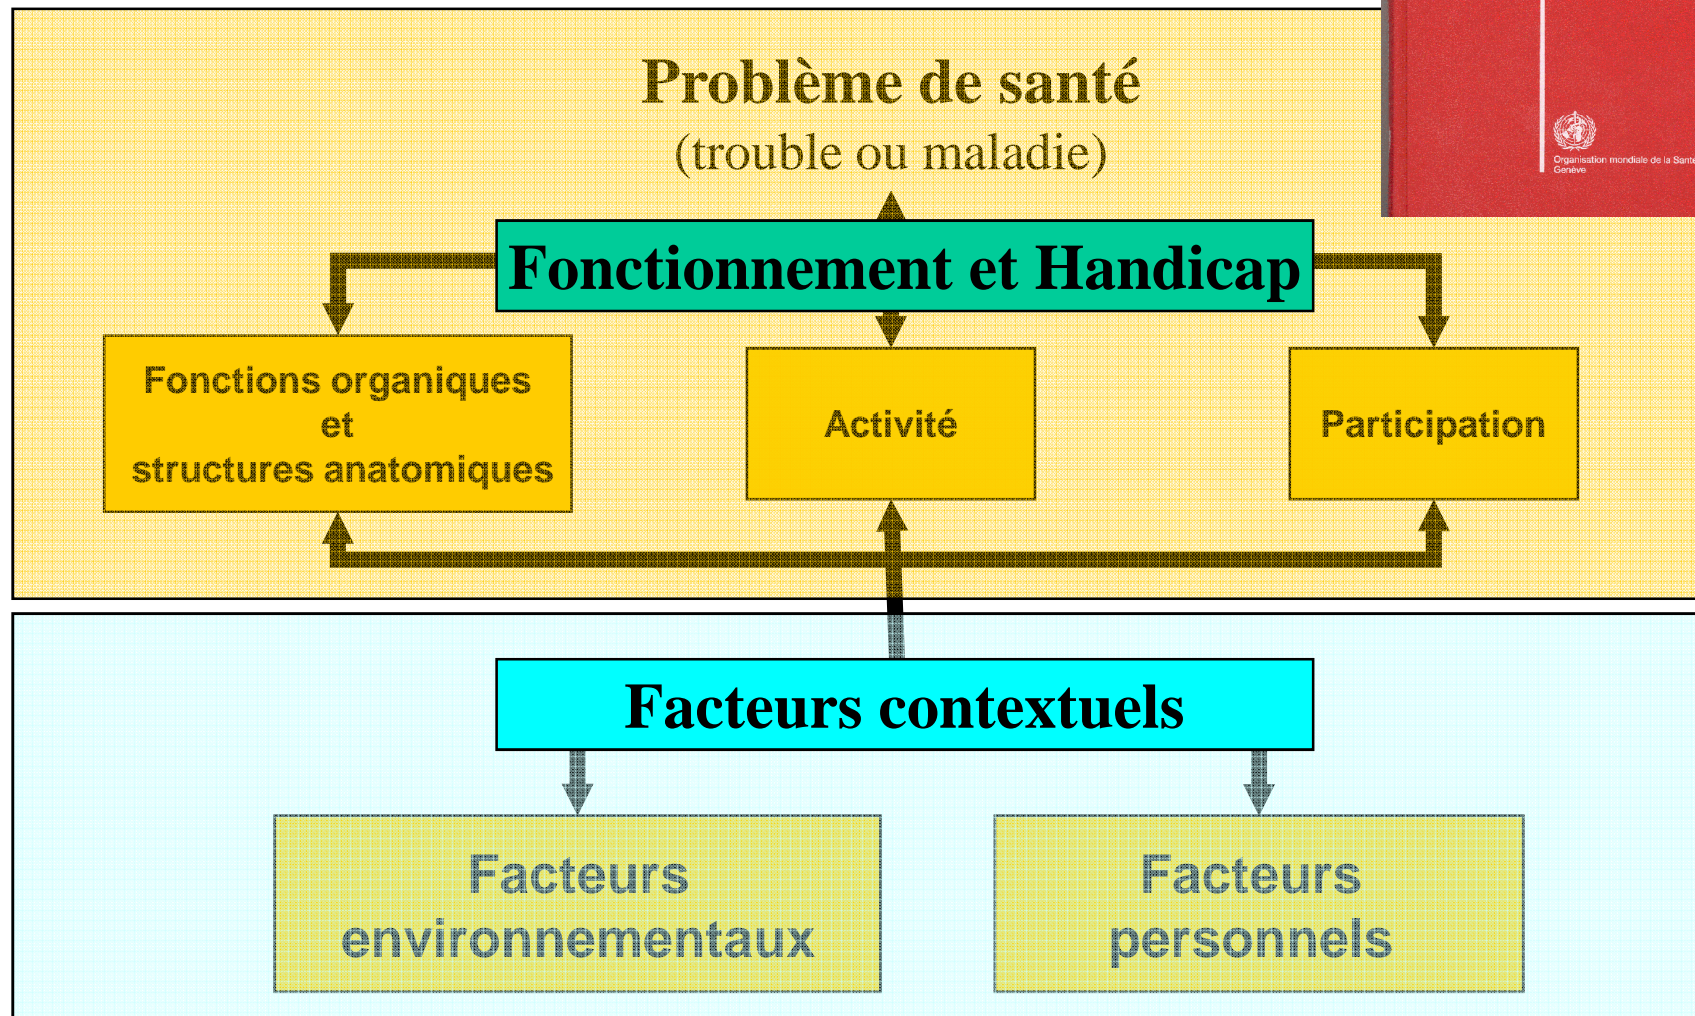 Problème de santé
(trouble ou maladie)
Organisation mondiale de la Santé
Genève
Fonctionnement et Handicap
Fonctions organiques
et
structures anatomiques
Activité
Participation
Facteurs contextuels
Facteurs
environnementaux
Facteurs
personnels